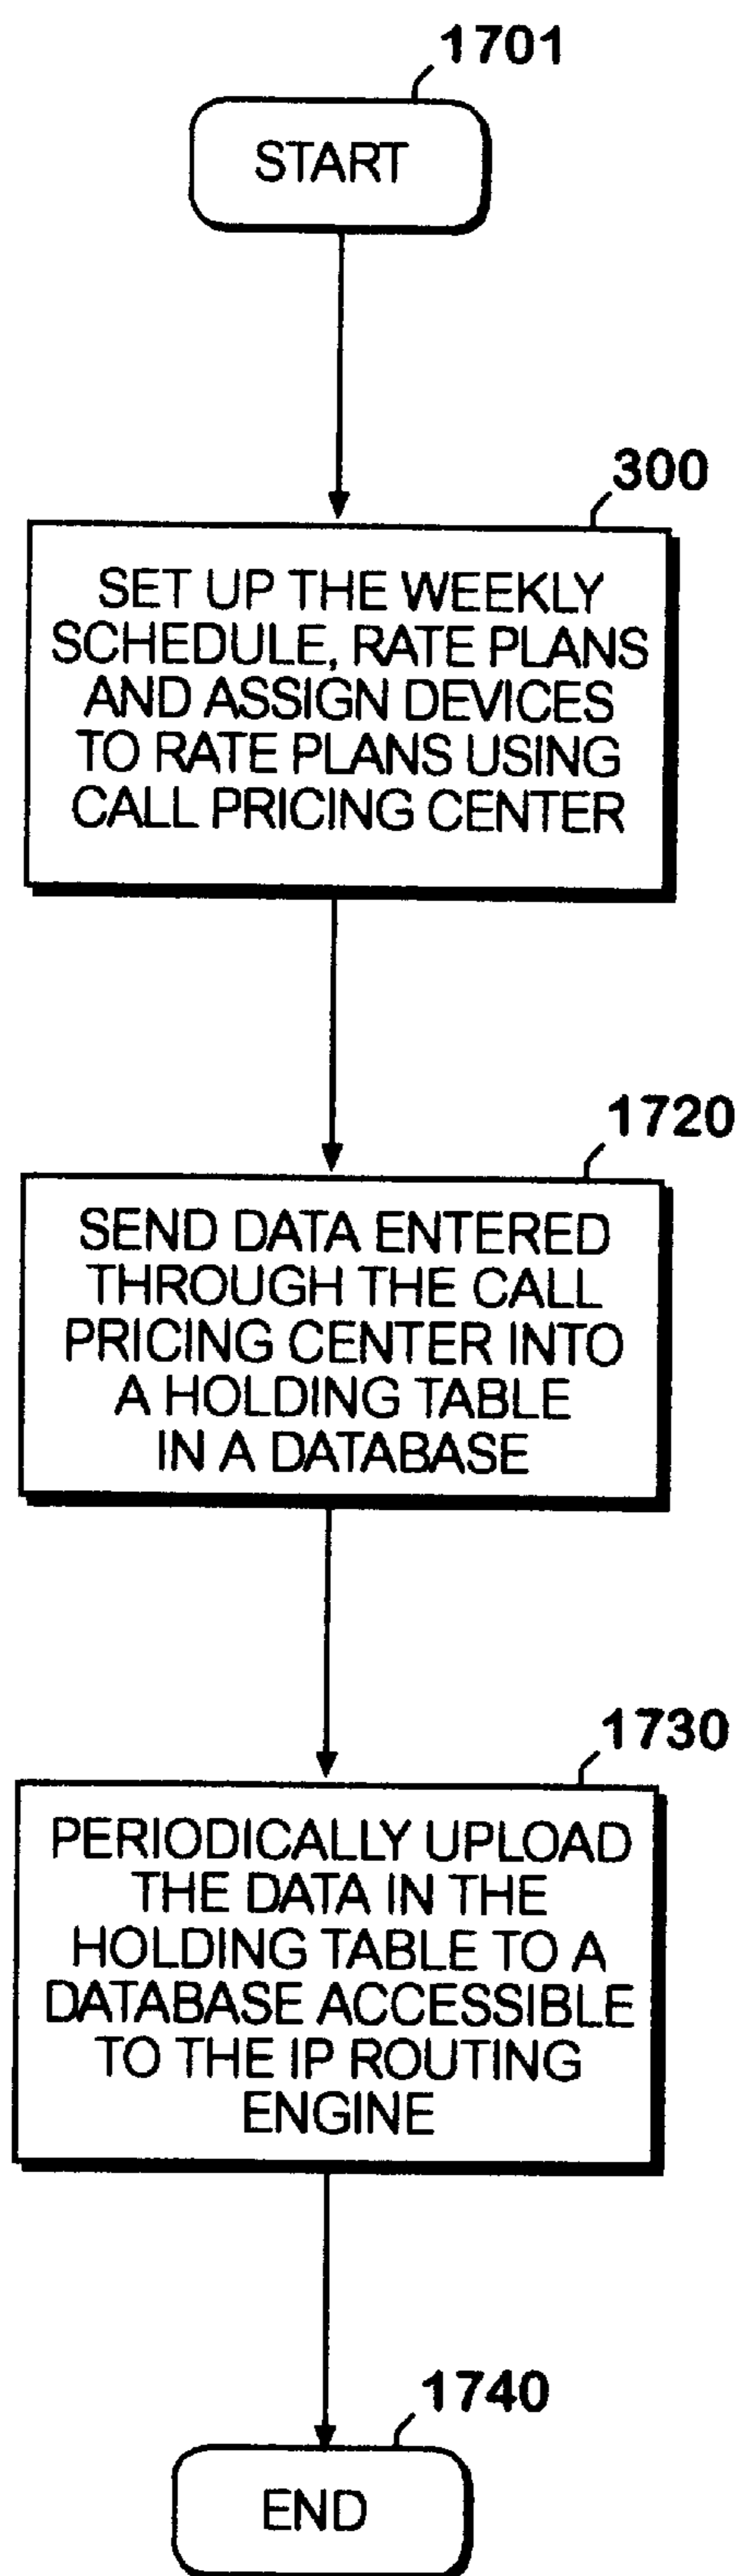 1701
START
300
SET UP THE WEEKLY
SCHEDULE, RATE PLANS
AND ASSIGN DEVICES
TO RATE PLANS USING
CALL PRICING CENTER
1720
SEND DATA ENTERED
THROUGH THE CALL
PRICING CENTER INTO
A HOLDING TABLE
IN A DATABASE
1730
PERIODICALLY UPLOAD
THE DATA IN THE
HOLDING TABLE TO A
DATABASE ACCESSIBLE
TO THE IP ROUTING
ENGINE
1740
END